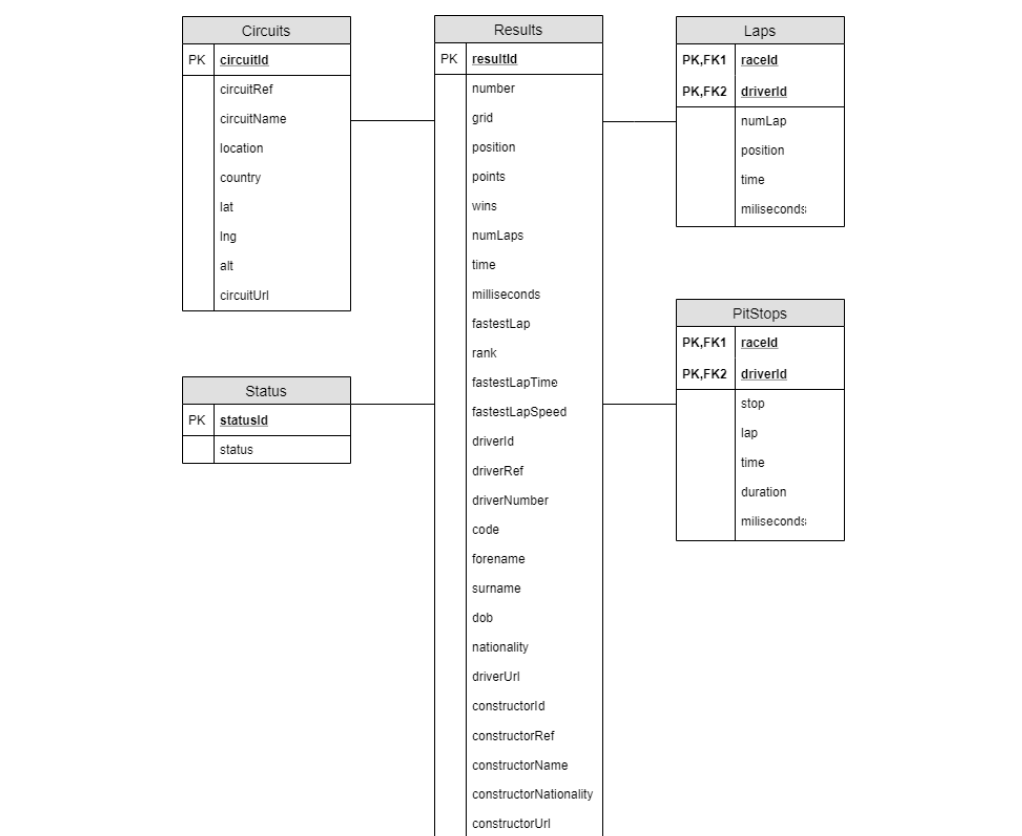 Circuits
PK circuitId
circuitRef
circuitName
location
country
lat
lng
alt
circuitUrl
Status
PK statusId
status
Results
PK resultId
number
grid
position
points
wins
numLaps
time
milliseconds
fastestLap
rank
fastestLapTime
fastestLapSpeed
driverId
driverRef
driverNumber
code
forename
surname
dob
nationality
driverUrl
constructorId
constructorRef
constructorName
constructorNationality
constructorUrl
Laps
PK,FK1 raceId
PK,FK2 driverId
numLap
position
time
miliseconds
PitStops
PK,FK1 raceId
PK,FK2 driverId
stop
lap
time
duration
miliseconds